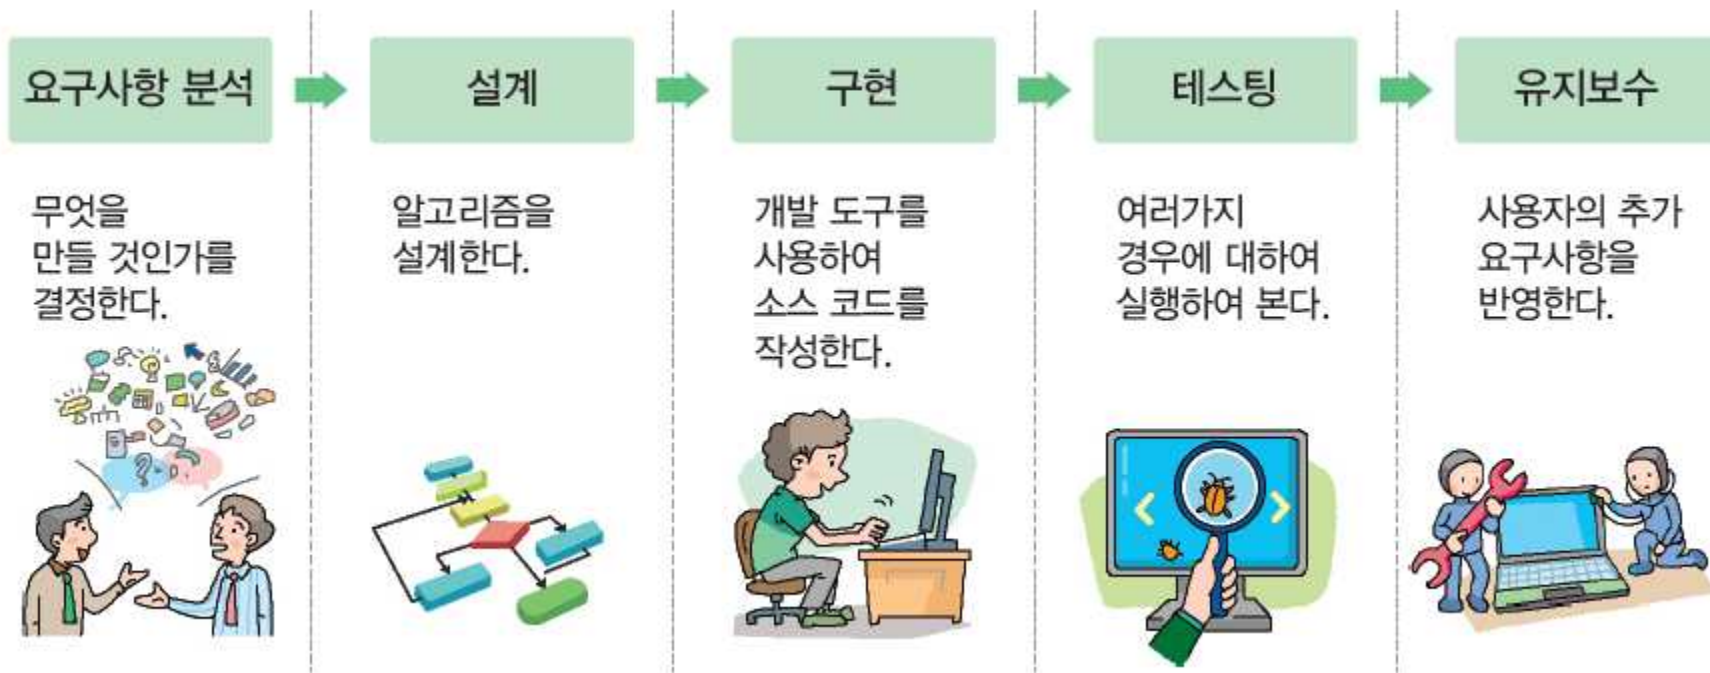 요구사항 분석
설계
구현
테스팅
유지보수
무엇을
만들 것인가를
결정한다.
알고리즘을
설계한다.
개발 도구를
사용하여
소스 코드를
작성한다.
여러가지
경우에 대하여
실행하여 본다.
사용자의 추가
요구사항을
반영한다.